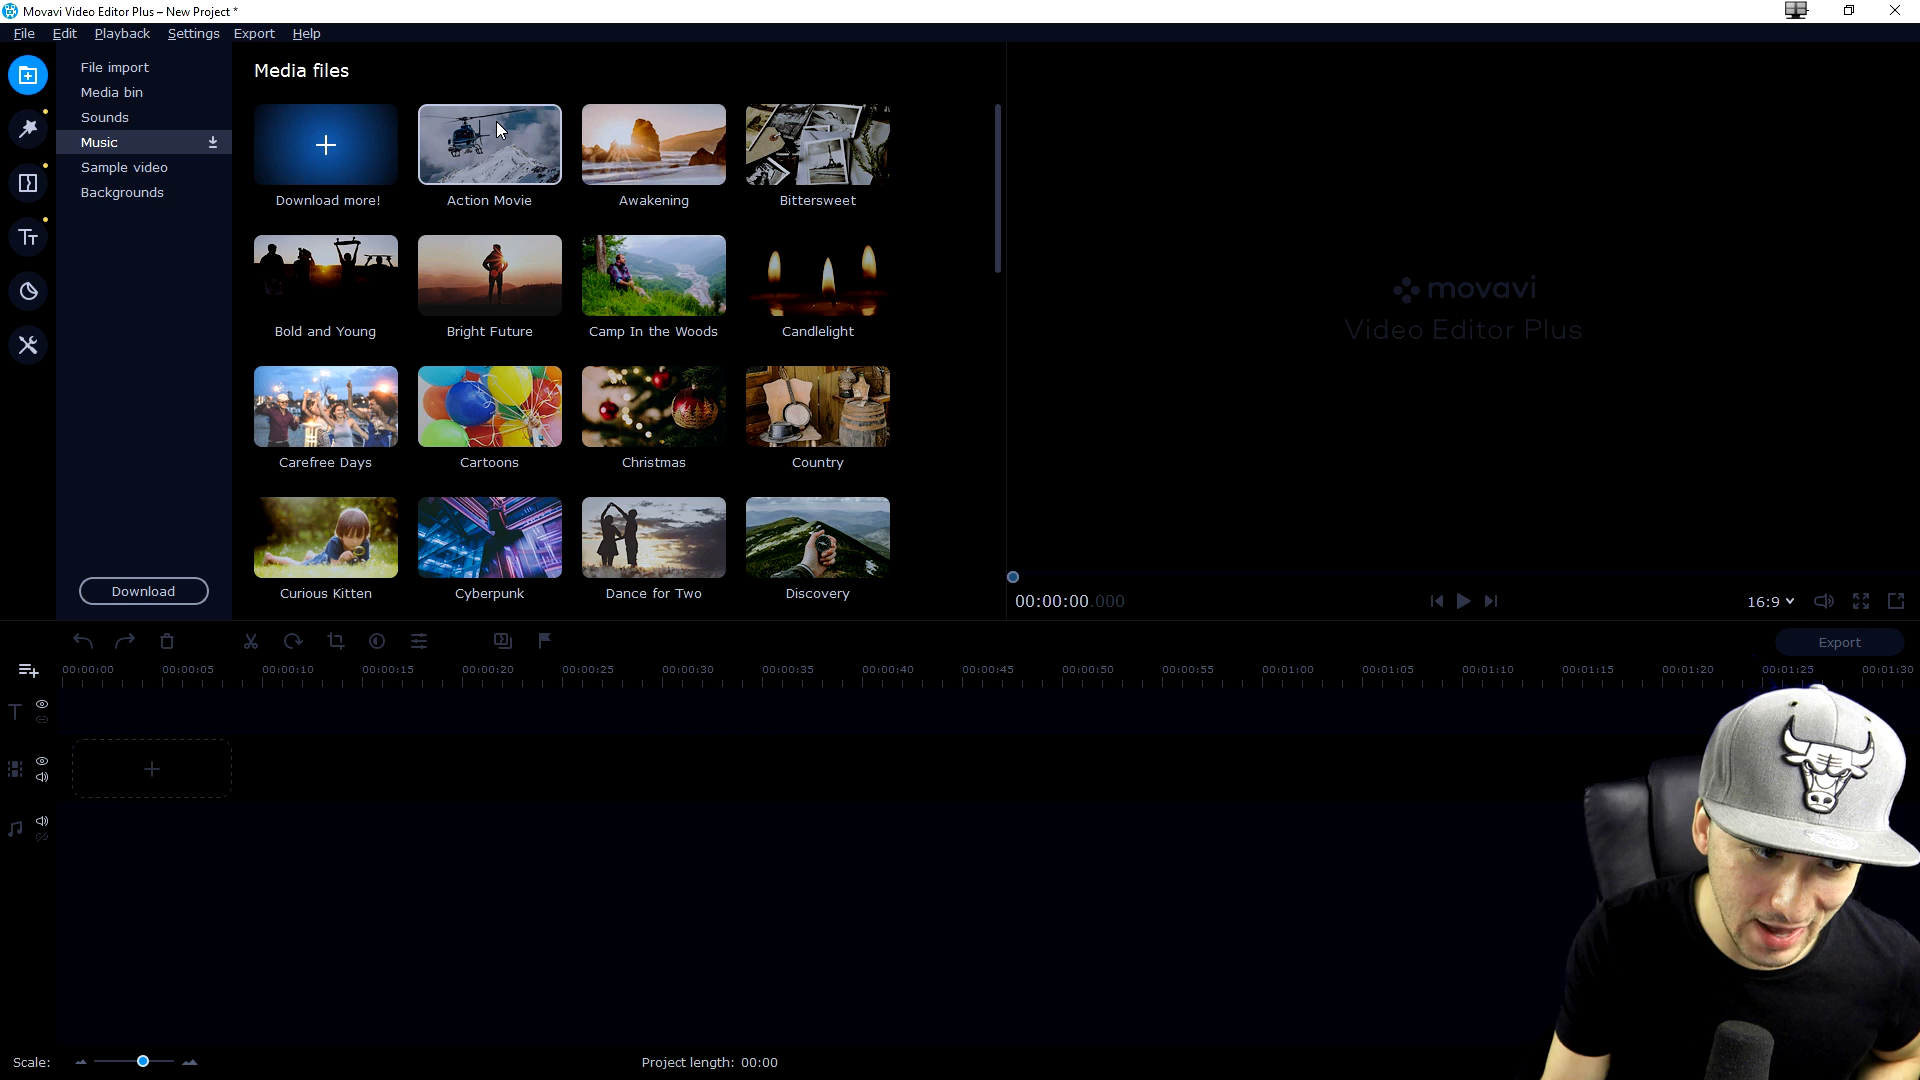 Movavi Video Editor Plus – New Project *
File Edit Playback Settings Export Help
File import
Media bin
Sounds
Music
Sample video
Backgrounds
Download
Media files
Download more! Action Movie Awakening Bittersweet
Bold and Young Bright Future Camp In the Woods Candlelight
Carefree Days Cartoons Christmas Country
Curious Kitten Cyberpunk Dance for Two Discovery
movavi
Video Editor Plus
00:00:00.000
16:9
Export
00:00:00 00:00:05 00:00:10 00:00:15 00:00:20 00:00:25 00:00:30 00:00:35 00:00:40 00:00:45 00:00:50 00:00:55 00:01:00 00:01:05 00:01:10 00:01:15 00:01:20 00:01:25 00:01:30
Scale:
Project length: 00:00